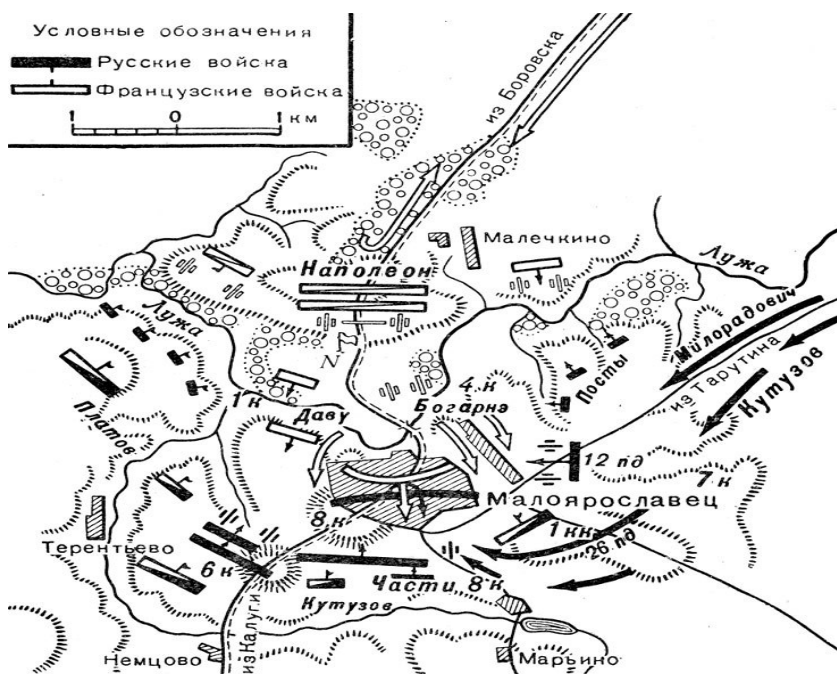 Условные обозначения
Русские войска
Французские войска
1 0 1 км
из Боровска
Малечкино
Лужа
Наполеон
Лужа
Милорадович
из Тарутина
Посты
Кутузов
Платов
1 к
Даву
Богарнэ
4 к
12 пд
7 к
Малоярославец
8 к
1 кк
26 пд
Терентьево
6 к
Части 8 к
Кутузов
из Калуги
Немцово
Марьино